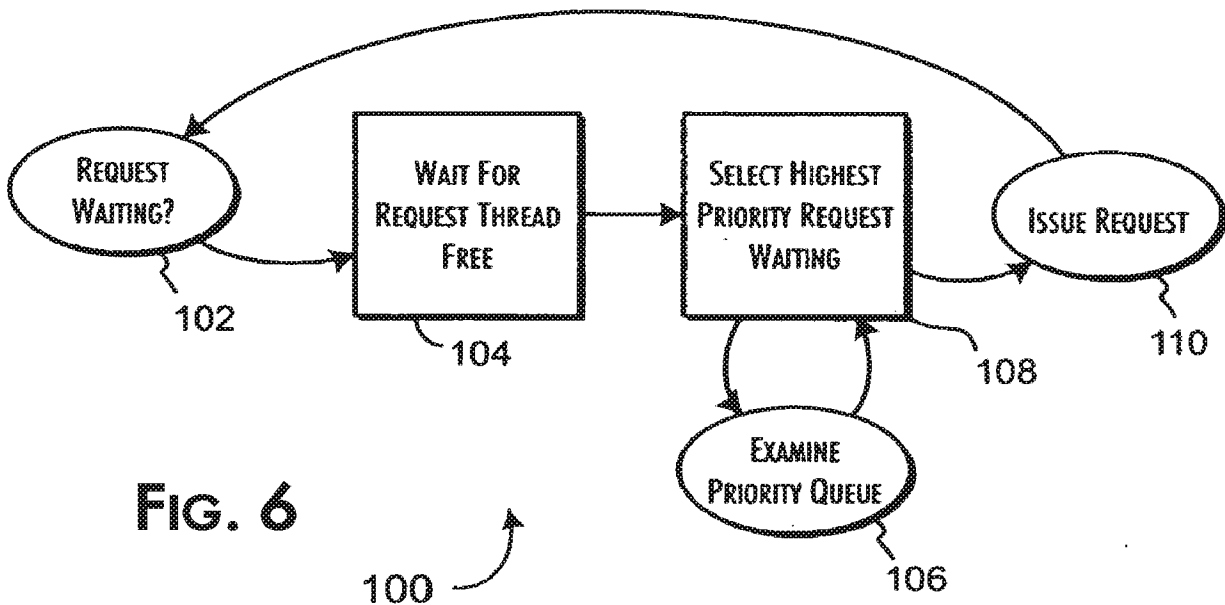 REQUEST
WAITING?
102
WAIT FOR
REQUEST THREAD
FREE
104
SELECT HIGHEST
PRIORITY REQUEST
WAITING
108
ISSUE REQUEST
110
EXAMINE
PRIORITY QUEUE
106
FIG. 6
100